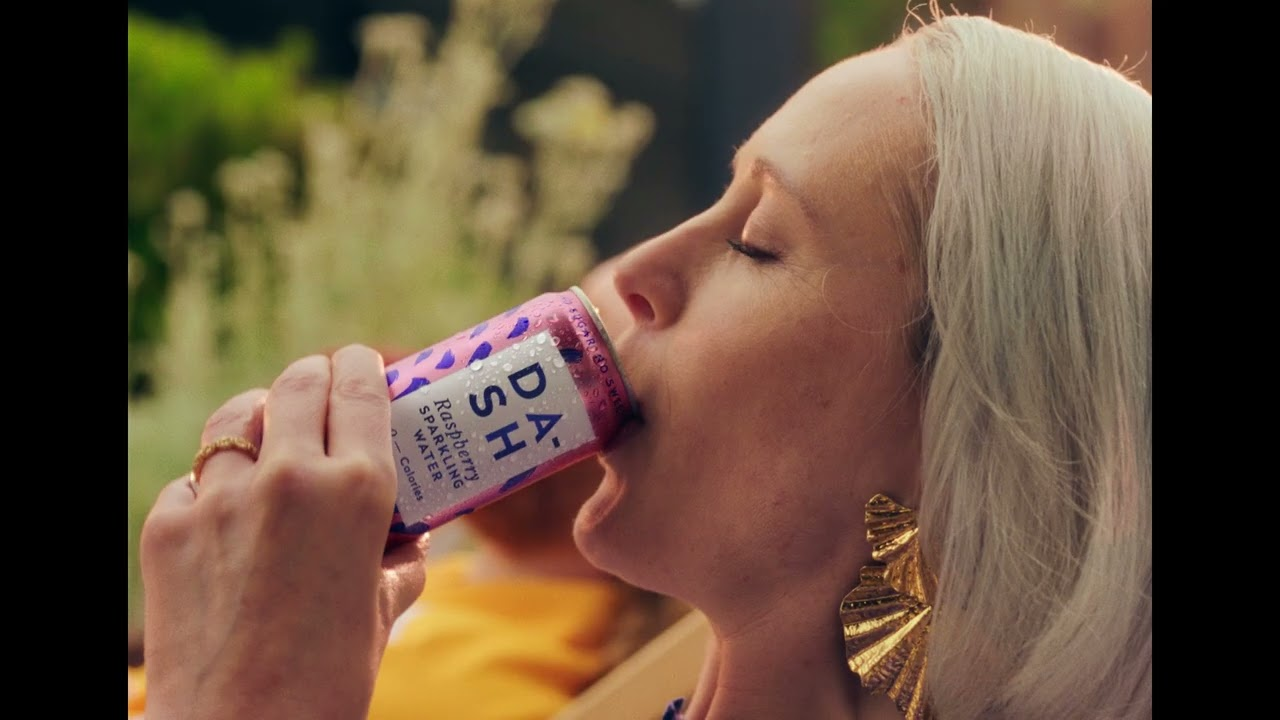 DA-
SH
Raspberry
SPARKLING
WATER
Calories